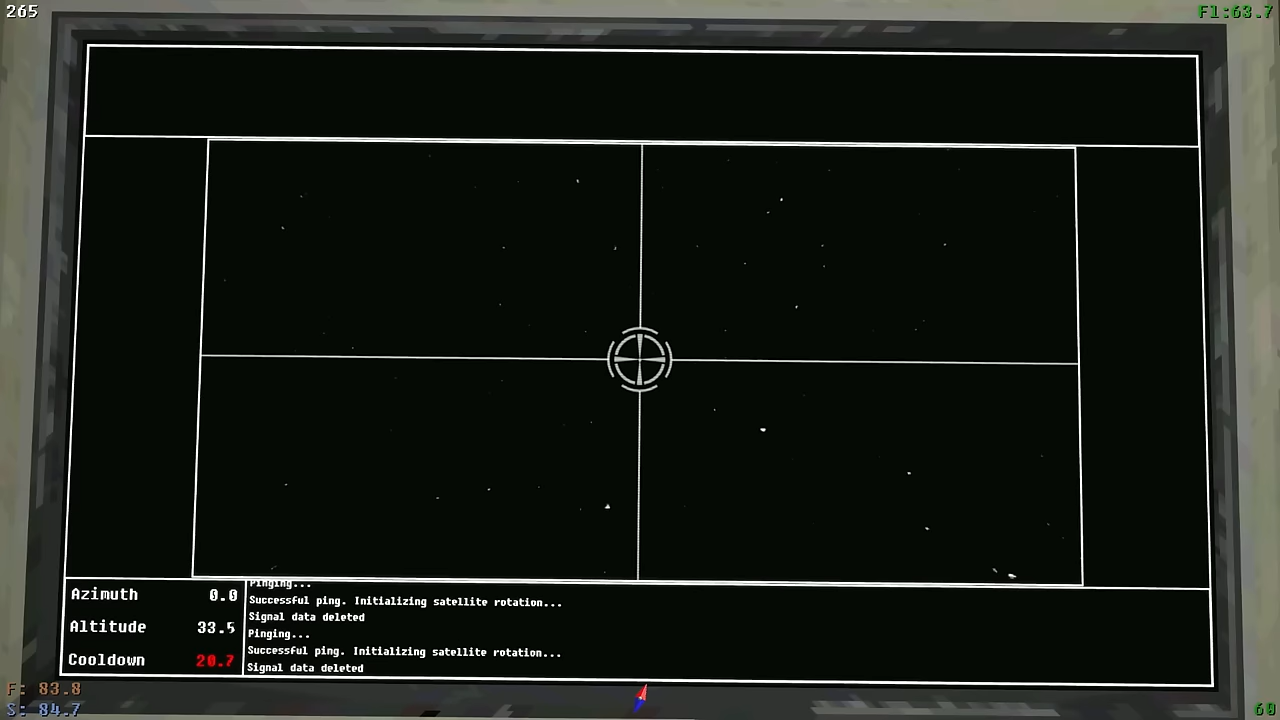 265
F1:63.7
Azimuth 0.0
Altitude 33.5
Cooldown 20.7
Pinging...
Successful ping. Initializing satellite rotation...
Signal data deleted
Pinging...
Successful ping. Initializing satellite rotation...
Signal data deleted
F: 83.8
S: 84.7
60